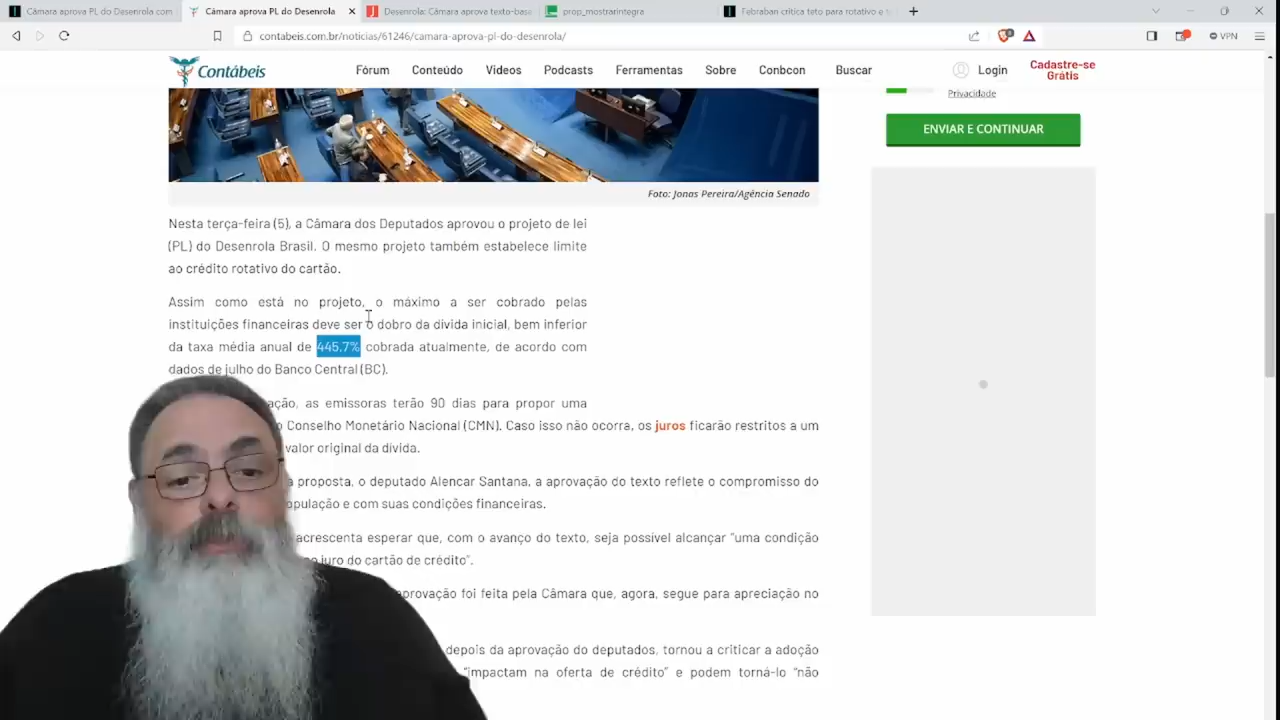 Câmara aprova PL do Desenrola com
Câmara aprova PL do Desenrola
Desenrola: Câmara aprova texto-bas
prop_mostrarintegra
Febraban critica teto para rotativo e t
contabeis.com.br/noticias/61246/camara-aprova-pl-do-desenrola/
VPN
Contábeis
Fórum
Conteúdo
Videos
Podcasts
Ferramentas
Sobre
Conbcon
Buscar
Login
Cadastre-se
Grátis
Privacidade
ENVIAR E CONTINUAR
Foto: Jonas Pereira/Agência Senado
Nesta terça-feira (5), a Câmara dos Deputados aprovou o projeto de lei
(PL) do Desenrola Brasil. O mesmo projeto também estabelece limite
ao crédito rotativo do cartão.
Assim como está no projeto, o máximo a ser cobrado pelas
instituições financeiras deve ser o dobro da dívida inicial, bem inferior
da taxa média anual de 445,7% cobrada atualmente, de acordo com
dados de julho do Banco Central (BC).
ação, as emissoras terão 90 dias para propor uma
o Conselho Monetário Nacional (CMN). Caso isso não ocorra, os juros ficarão restritos a um
valor original da dívida.
a proposta, o deputado Alencar Santana, a aprovação do texto reflete o compromisso do
opulação e com suas condições financeiras.
acrescenta esperar que, com o avanço do texto, seja possível alcançar "uma condição
no juro do cartão de crédito".
aprovação foi feita pela Câmara que, agora, segue para apreciação no
depois da aprovação do deputados, tornou a criticar a adoção
"impactam na oferta de crédito" e podem torná-lo "não